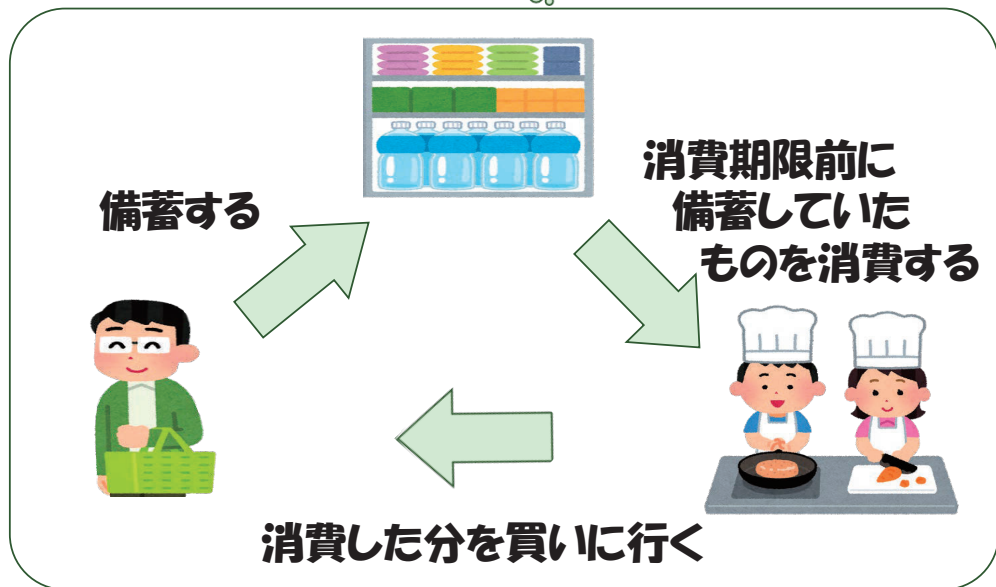 備蓄する
消費期限前に
備蓄していた
ものを消費する
消費した分を買いに行く